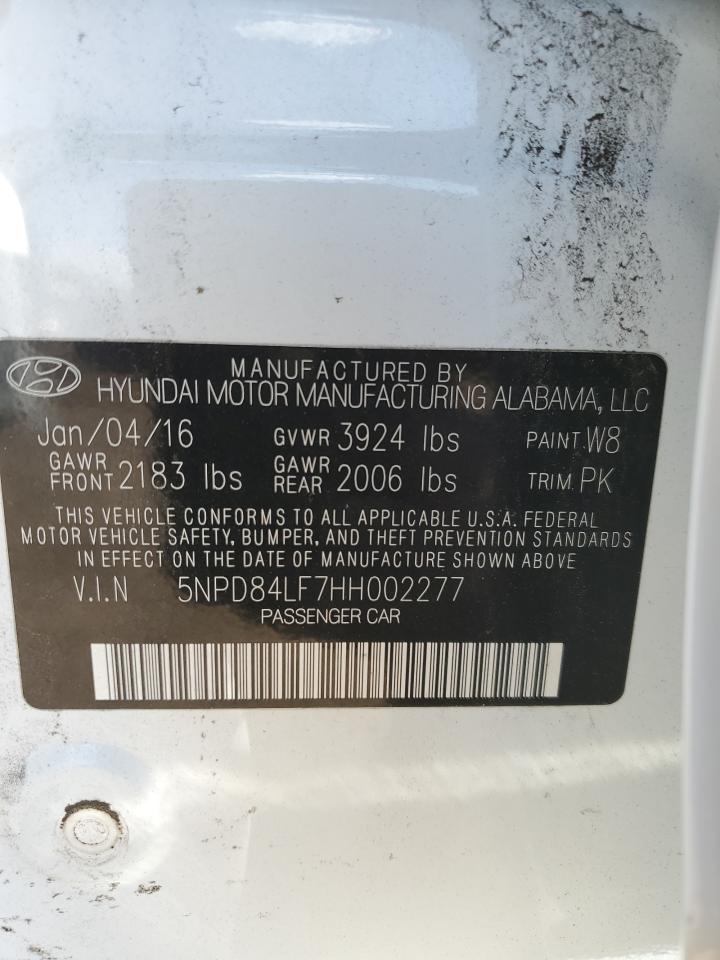 MANUFACTURED BY
HYUNDAI MOTOR MANUFACTURING ALABAMA, LLC
Jan/04/16 GVWR 3924 lbs PAINT. W8
GAWR FRONT 2183 lbs GAWR REAR 2006 lbs TRIM. PK
THIS VEHICLE CONFORMS TO ALL APPLICABLE U.S.A. FEDERAL
MOTOR VEHICLE SAFETY, BUMPER, AND THEFT PREVENTION STANDARDS
IN EFFECT ON THE DATE OF MANUFACTURE SHOWN ABOVE
V.I.N 5NPD84LF7HH002277
PASSENGER CAR